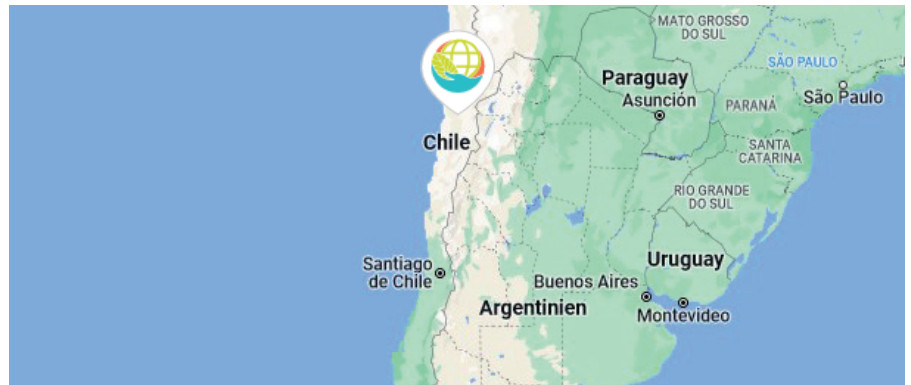 MATO GROSSO
DO SUL
SÃO PAULO
Paraguay
Asunción
São Paulo
PARANÁ
Chile
SANTA
CATARINA
RIO GRANDE
DO SUL
Santiago
de Chile
Uruguay
Buenos Aires
Argentinien
Montevideo